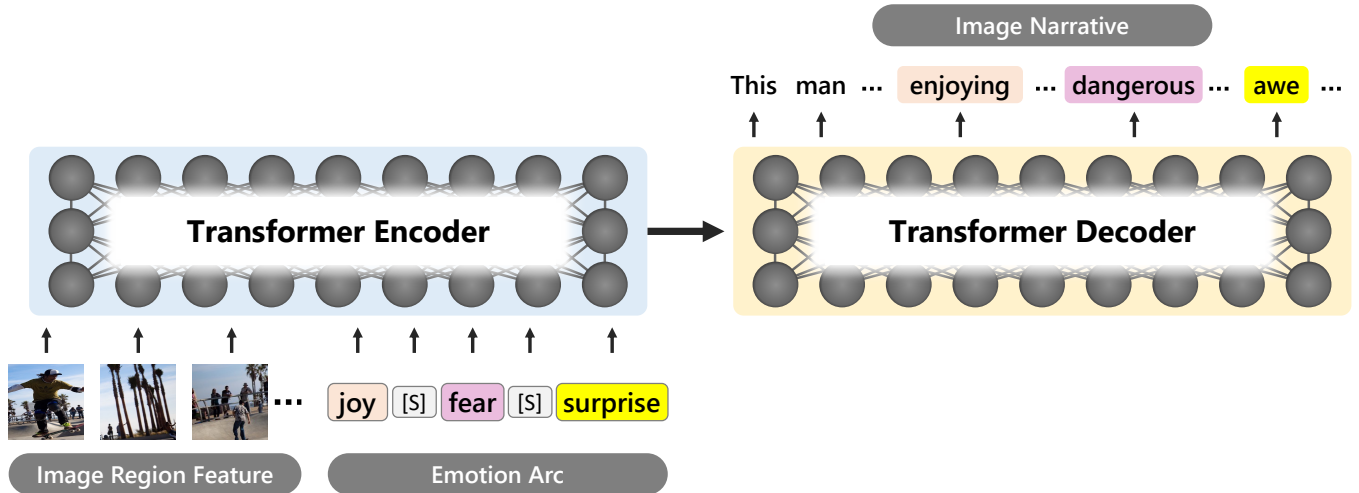 Image Narrative
This man ... enjoying ... dangerous ... awe ...
Transformer Encoder
Transformer Decoder
... joy [S] fear [S] surprise
Image Region Feature
Emotion Arc